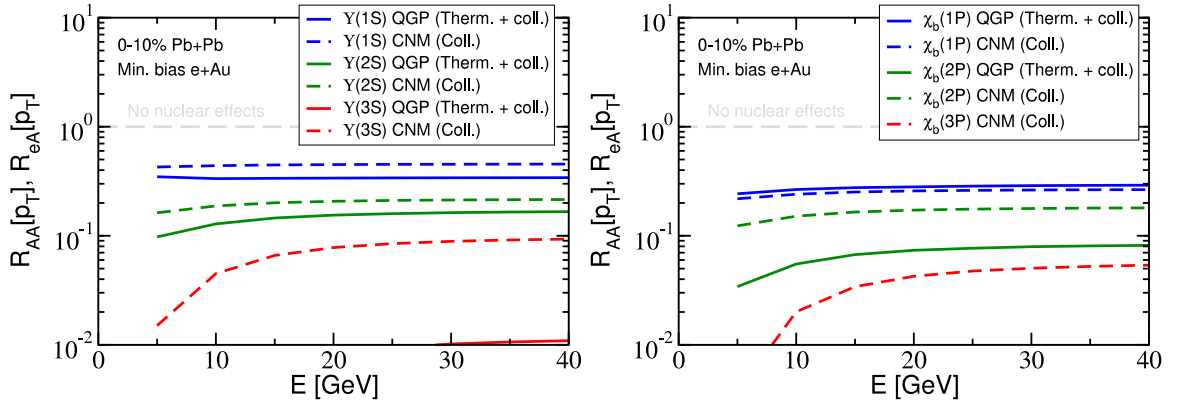 0-10% Pb+Pb
Min. bias e+Au
No nuclear effects
ϒ(1S) QGP (Therm. + coll.)
ϒ(1S) CNM (Coll.)
ϒ(2S) QGP (Therm. + coll.)
ϒ(2S) CNM (Coll.)
ϒ(3S) QGP (Therm. + coll.)
ϒ(3S) CNM (Coll.)
R_AA[p_T], R_eA[p_T]
10^1
10^0
10^-1
10^-2
0 10 20 30 40
E [GeV]
0-10% Pb+Pb
Min. bias e+Au
No nuclear effects
χ_b(1P) QGP (Therm. + coll.)
χ_b(1P) CNM (Coll.)
χ_b(2P) QGP (Therm. + coll.)
χ_b(2P) CNM (Coll.)
χ_b(3P) CNM (Coll.)
R_AA[p_T], R_eA[p_T]
10^1
10^0
10^-1
10^-2
0 10 20 30 40
E [GeV]